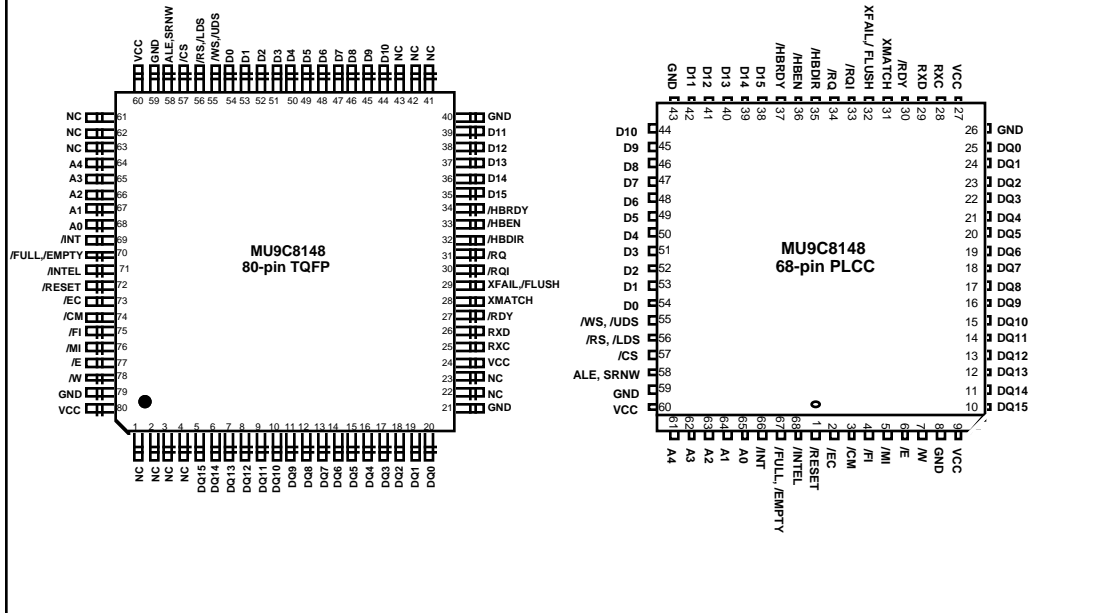 VCC
GND
ALE,SRNW
/CS
/RS,/LDS
/WS,/UDS
D0
D1
D2
D3
D4
D5
D6
D7
D8
D9
D10
NC
NC
NC
60 59 58 57 56 55 54 53 52 51 50 49 48 47 46 45 44 43 42 41
NC 61
NC 62
NC 63
A4 64
A3 65
A2 66
A1 67
A0 68
/INT 69
/FULL,/EMPTY 70
/INTEL 71
/RESET 72
/EC 73
/CM 74
/FI 75
/MI 76
/E 77
/W 78
GND 79
VCC 80
MU9C8148
80-pin TQFP
40 GND
39 D11
38 D12
37 D13
36 D14
35 D15
34 /HBRDY
33 /HBEN
32 /HBDIR
31 /RQ
30 /RQI
29 XFAIL,/FLUSH
28 XMATCH
27 /RDY
26 RXD
25 RXC
24 VCC
23 NC
22 NC
21 GND
1 2 3 4 5 6 7 8 9 10 11 12 13 14 15 16 17 18 19 20
NC
NC
NC
NC
DQ15
DQ14
DQ13
DQ12
DQ11
DQ10
DQ9
DQ8
DQ7
DQ6
DQ5
DQ4
DQ3
DQ2
DQ1
DQ0
GND
D11
D12
D13
D14
D15
/HBRDY
/HBEN
/HBDIR
/RQ
/RQI
XFAIL,/ FLUSH
XMATCH
/RDY
RXD
RXC
VCC
43 42 41 40 39 38 37 36 35 34 33 32 31 30 29 28 27
D10 44
D9 45
D8 46
D7 47
D6 48
D5 49
D4 50
D3 51
D2 52
D1 53
D0 54
/WS, /UDS 55
/RS, /LDS 56
/CS 57
ALE, SRNW 58
GND 59
VCC 60
MU9C8148
68-pin PLCC
26 GND
25 DQ0
24 DQ1
23 DQ2
22 DQ3
21 DQ4
20 DQ5
19 DQ6
18 DQ7
17 DQ8
16 DQ9
15 DQ10
14 DQ11
13 DQ12
12 DQ13
11 DQ14
10 DQ15
61 62 63 64 65 66 67 68 1 2 3 4 5 6 7 8 9
A4
A3
A2
A1
A0
/INT
/FULL, /EMPTY
/INTEL
/RESET
/EC
/CM
/FI
/MI
/E
/W
GND
VCC